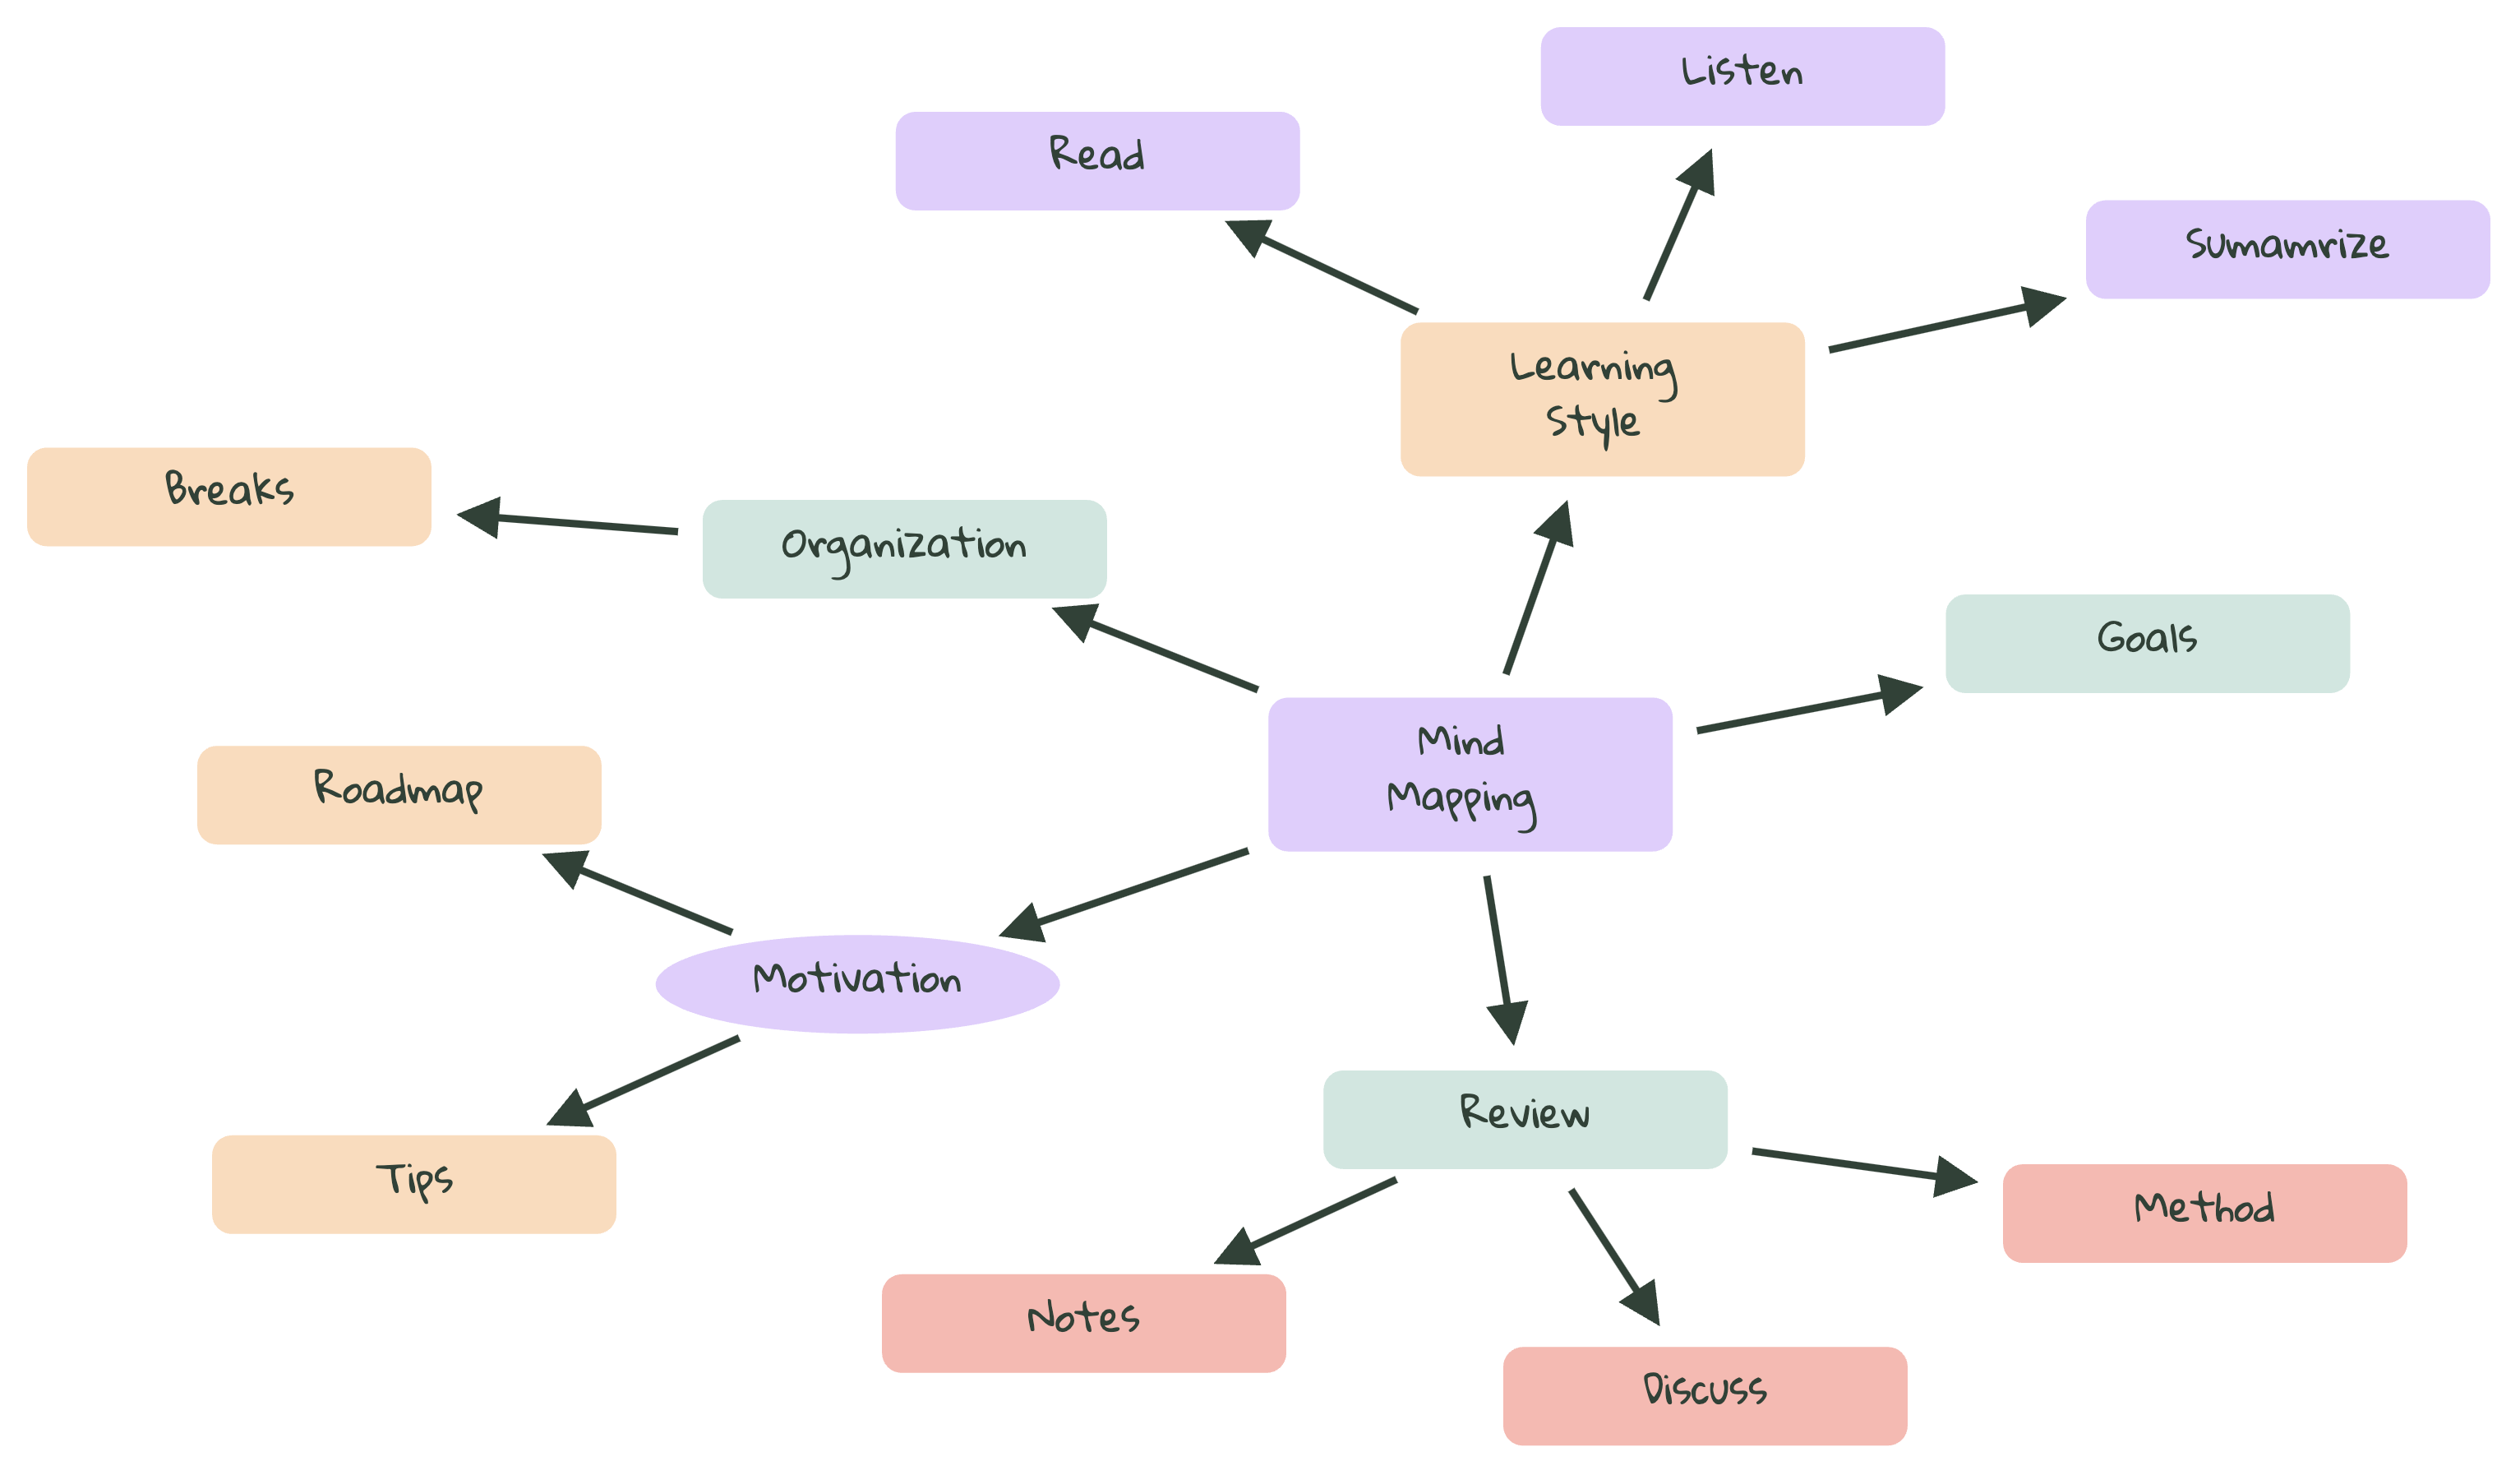 Listen
Read
Sumamrize
Learning
Style
Breaks
Organization
Goals
Mind
Mapping
Roadmap
Motivation
Review
Tips
Method
Notes
Discuss